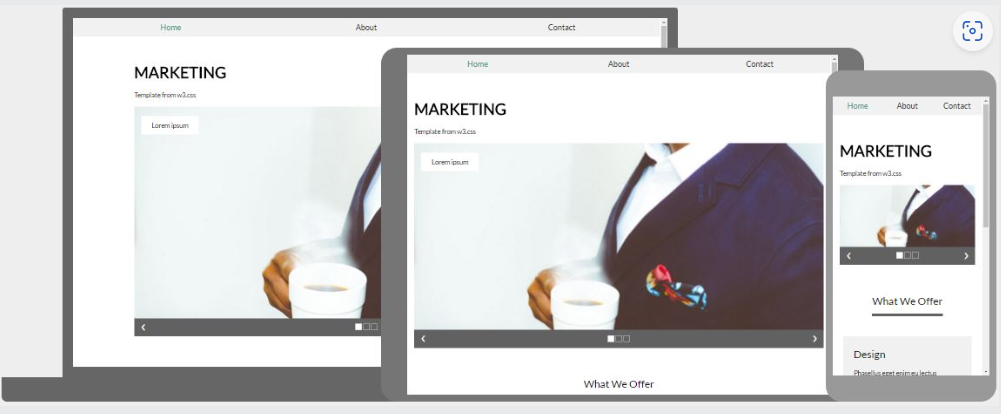 Home About Contact
MARKETING
Template from w3.css
Lorem ipsum
Home About Contact
MARKETING
Template from w3.css
Lorem ipsum
What We Offer
Home About Contact
MARKETING
Template from w3.css
What We Offer
Design
Phasellus eget enim eu lectus